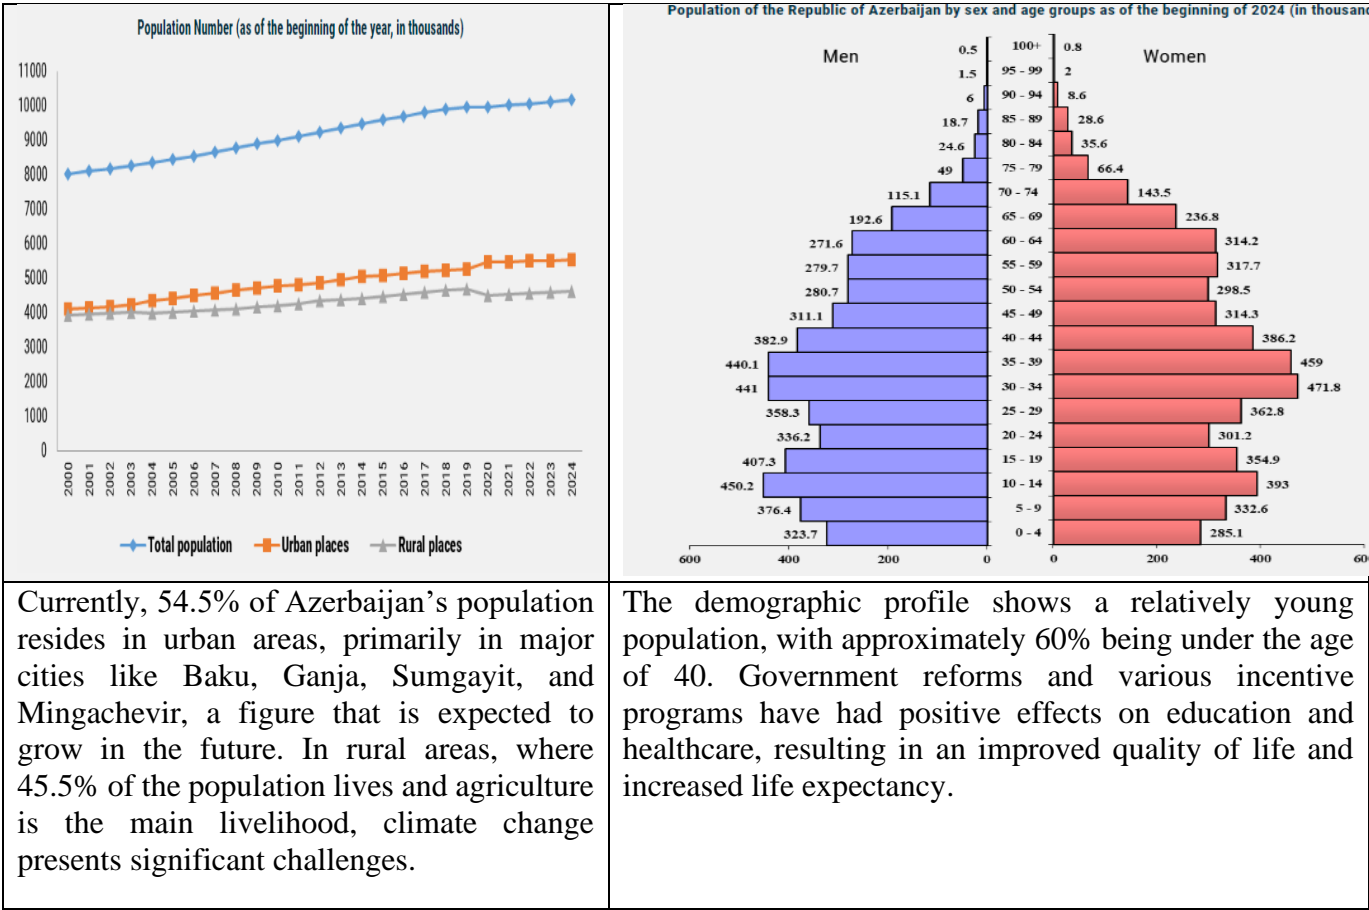 Population Number (as of the beginning of the year, in thousands)
11000
10000
9000
8000
7000
6000
5000
4000
3000
2000
1000
0
2000 2001 2002 2003 2004 2005 2006 2007 2008 2009 2010 2011 2012 2013 2014 2015 2016 2017 2018 2019 2020 2021 2022 2023 2024
Total population Urban places Rural places
Population of the Republic of Azerbaijan by sex and age groups as of the beginning of 2024 (in thousand
Men Women
0.5 100+ 0.8
1.5 95 - 99 2
6 90 - 94 8.6
18.7 85 - 89 28.6
24.6 80 - 84 35.6
49 75 - 79 66.4
115.1 70 - 74 143.5
192.6 65 - 69 236.8
271.6 60 - 64 314.2
279.7 55 - 59 317.7
280.7 50 - 54 298.5
311.1 45 - 49 314.3
382.9 40 - 44 386.2
440.1 35 - 39 459
441 30 - 34 471.8
358.3 25 - 29 362.8
336.2 20 - 24 301.2
407.3 15 - 19 354.9
450.2 10 - 14 393
376.4 5 - 9 332.6
323.7 0 - 4 285.1
600 400 200 0 0 200 400 60
Currently, 54.5% of Azerbaijan’s population
resides in urban areas, primarily in major
cities like Baku, Ganja, Sumgayit, and
Mingachevir, a figure that is expected to
grow in the future. In rural areas, where
45.5% of the population lives and agriculture
is the main livelihood, climate change
presents significant challenges.
The demographic profile shows a relatively young
population, with approximately 60% being under the age
of 40. Government reforms and various incentive
programs have had positive effects on education and
healthcare, resulting in an improved quality of life and
increased life expectancy.